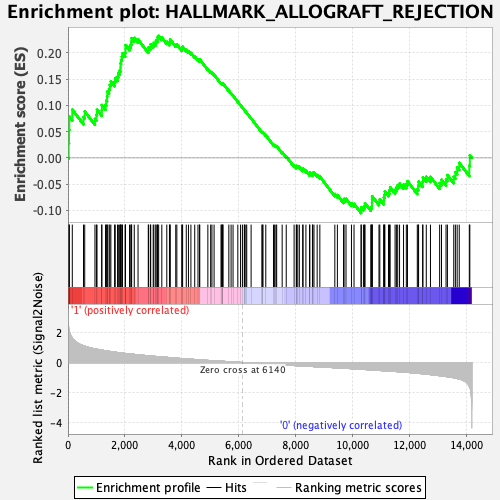 Enrichment plot: HALLMARK_ALLOGRAFT_REJECTION
Enrichment score (ES)
0.20
0.15
0.10
0.05
0.00
-0.05
-0.10
'1' (positively correlated)
Ranked list metric (Signal2Noise)
2
0
-2
-4
Zero cross at 6140
'0' (negatively correlated)
0
2,000
4,000
6,000
8,000
10,000
12,000
14,000
Rank in Ordered Dataset
Enrichment profile
Hits
Ranking metric scores